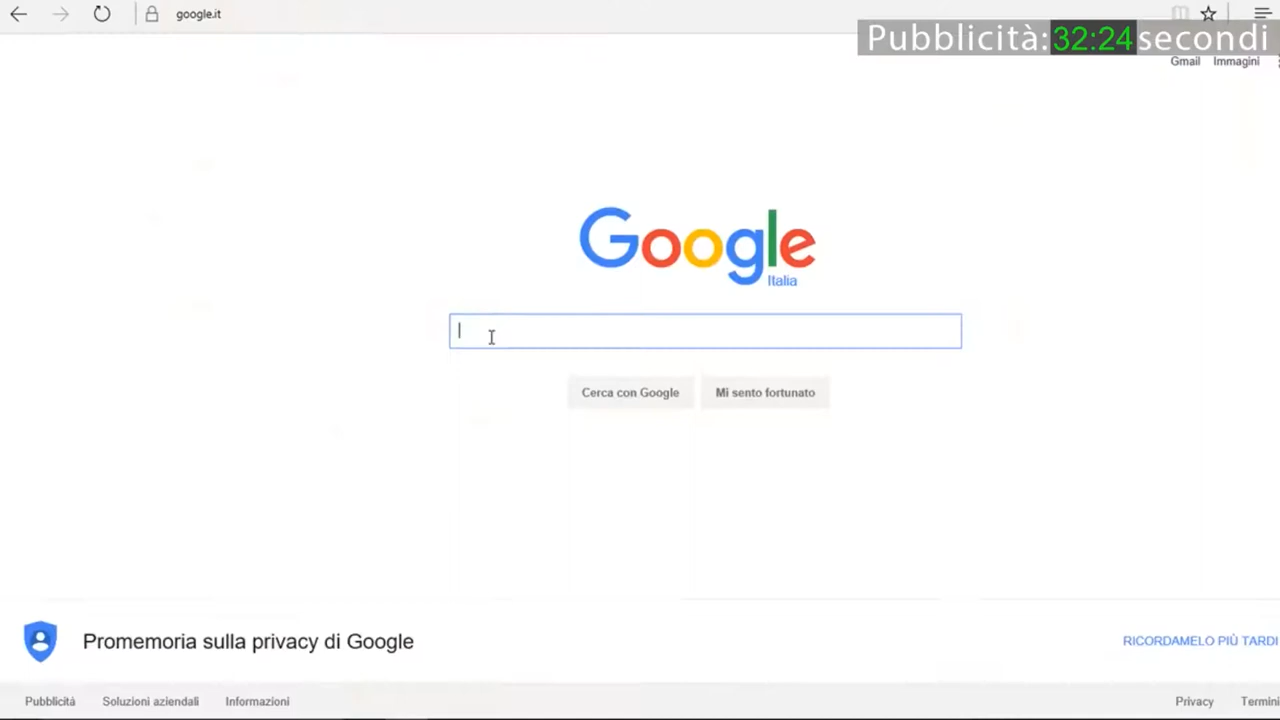 google.it
Pubblicità:32:24secondi
Gmail Immagini
Google
Italia
Cerca con Google Mi sento fortunato
Promemoria sulla privacy di Google
RICORDAMELO PIÙ TARDI
Pubblicità Soluzioni aziendali Informazioni
Privacy Termini